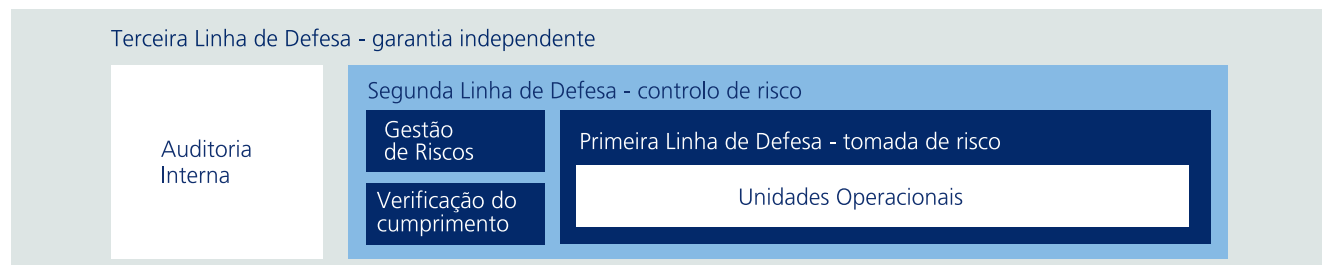 Terceira Linha de Defesa - garantia independente
Auditoria
Interna
Segunda Linha de Defesa - controlo de risco
Gestão
de Riscos
Verificação do
cumprimento
Primeira Linha de Defesa - tomada de risco
Unidades Operacionais